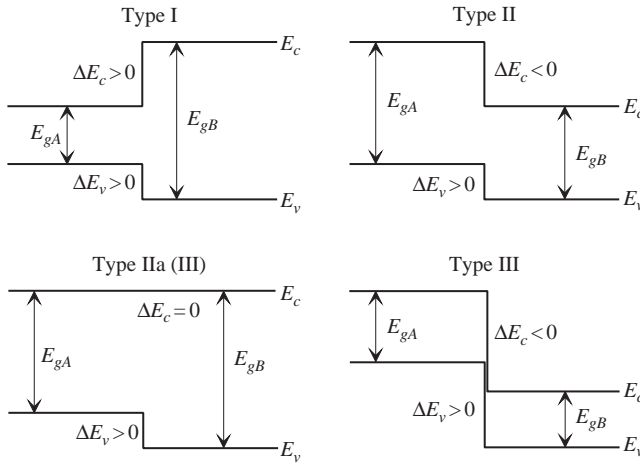 Type I
E_c
ΔE_c > 0
E_gA
E_gB
ΔE_v > 0
E_v
Type II
ΔE_c < 0
E_c
E_gA
E_gB
ΔE_v > 0
E_v
Type IIa (III)
E_c
ΔE_c = 0
E_gA
E_gB
ΔE_v > 0
E_v
Type III
E_gA
ΔE_c < 0
E_c
ΔE_v > 0
E_gB
E_v